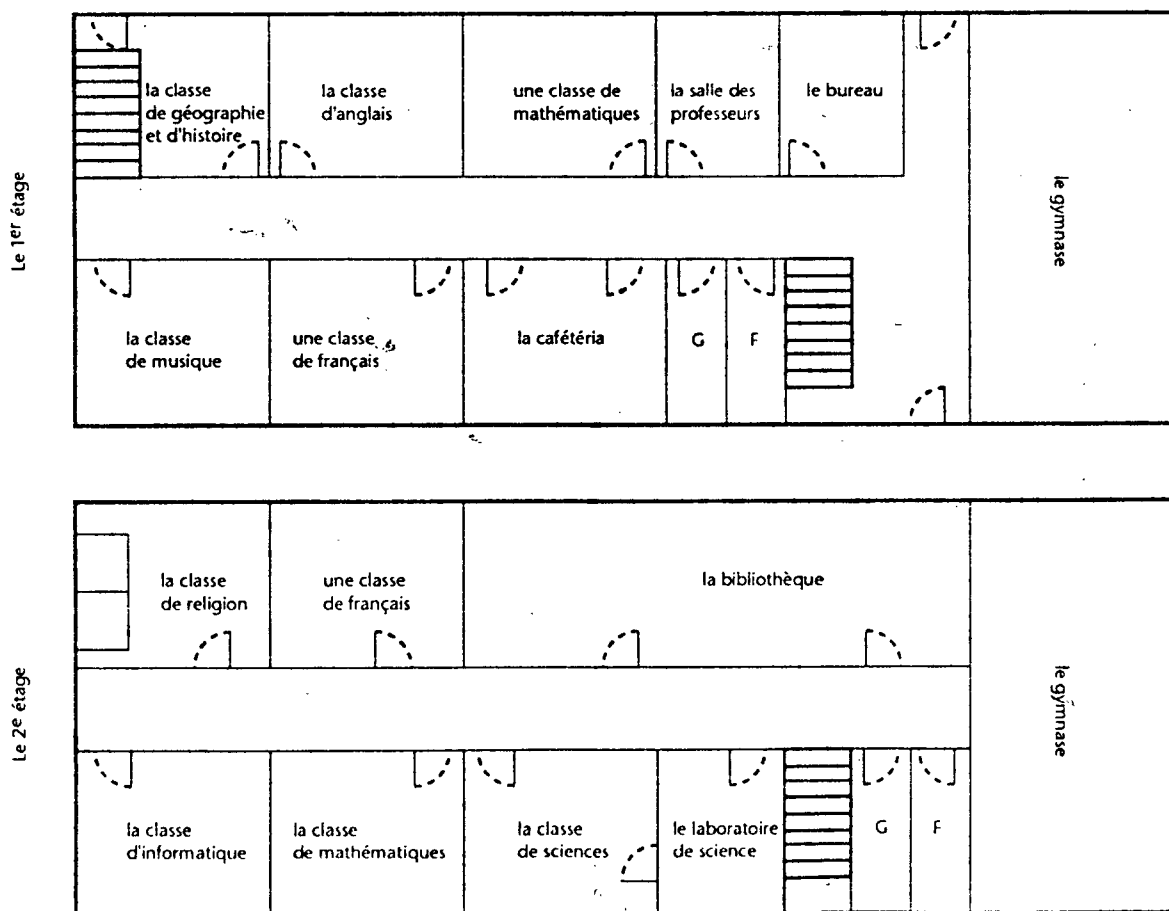 Le 1er étage
la classe
de géographie
et d'histoire
la classe
d'anglais
une classe de
mathématiques
la salle des
professeurs
le bureau
le gymnase
la classe
de musique
une classe
de français
la cafétéria
G
F
Le 2e étage
la classe
de religion
une classe
de français
la bibliothèque
le gymnase
la classe
d'informatique
la classe
de mathématiques
la classe
de sciences
le laboratoire
de science
G
F